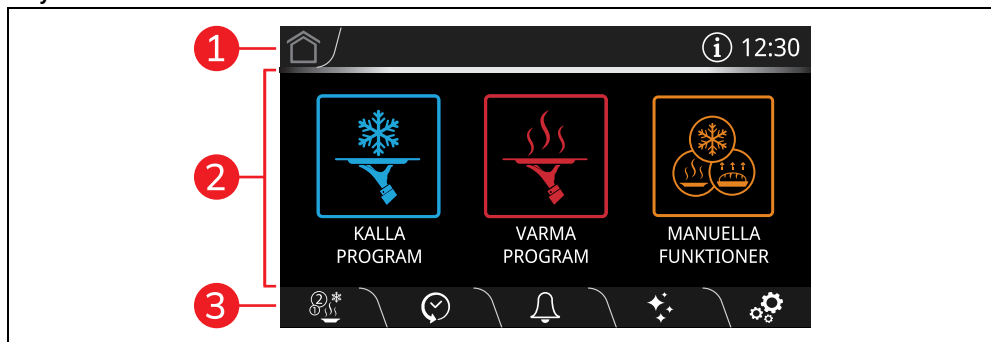 1
12:30
2
KALLA
PROGRAM
VARMA
PROGRAM
MANUELLA
FUNKTIONER
3